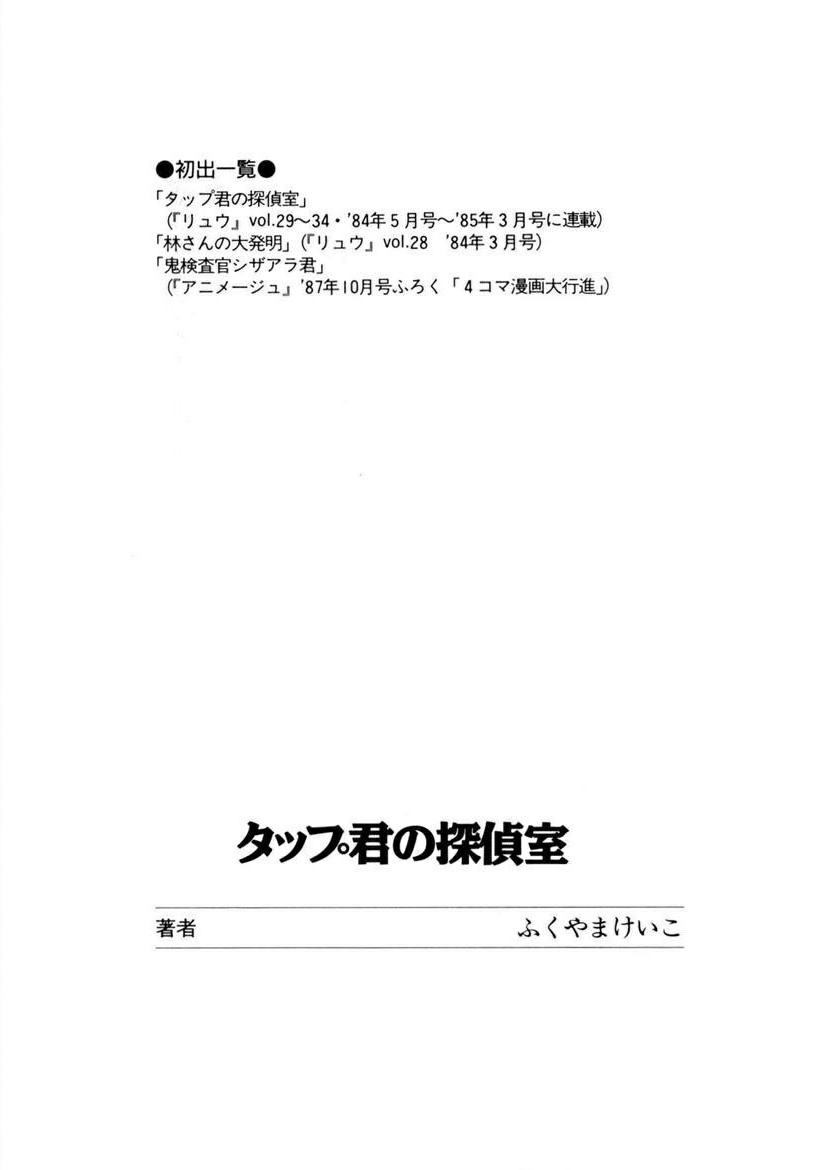 ●初出一覧●
「タップ君の探偵室」
(『リュウ』vol.29〜34・'84年5月号〜'85年3月号に連載)
「林さんの大発明」(『リュウ』vol.28　'84年3月号)
「鬼検査官シザアラ君」
(『アニメージュ』'87年10月号ふろく「4コマ漫画大行進」)
タップ君の探偵室
著者　ふくやまけいこ